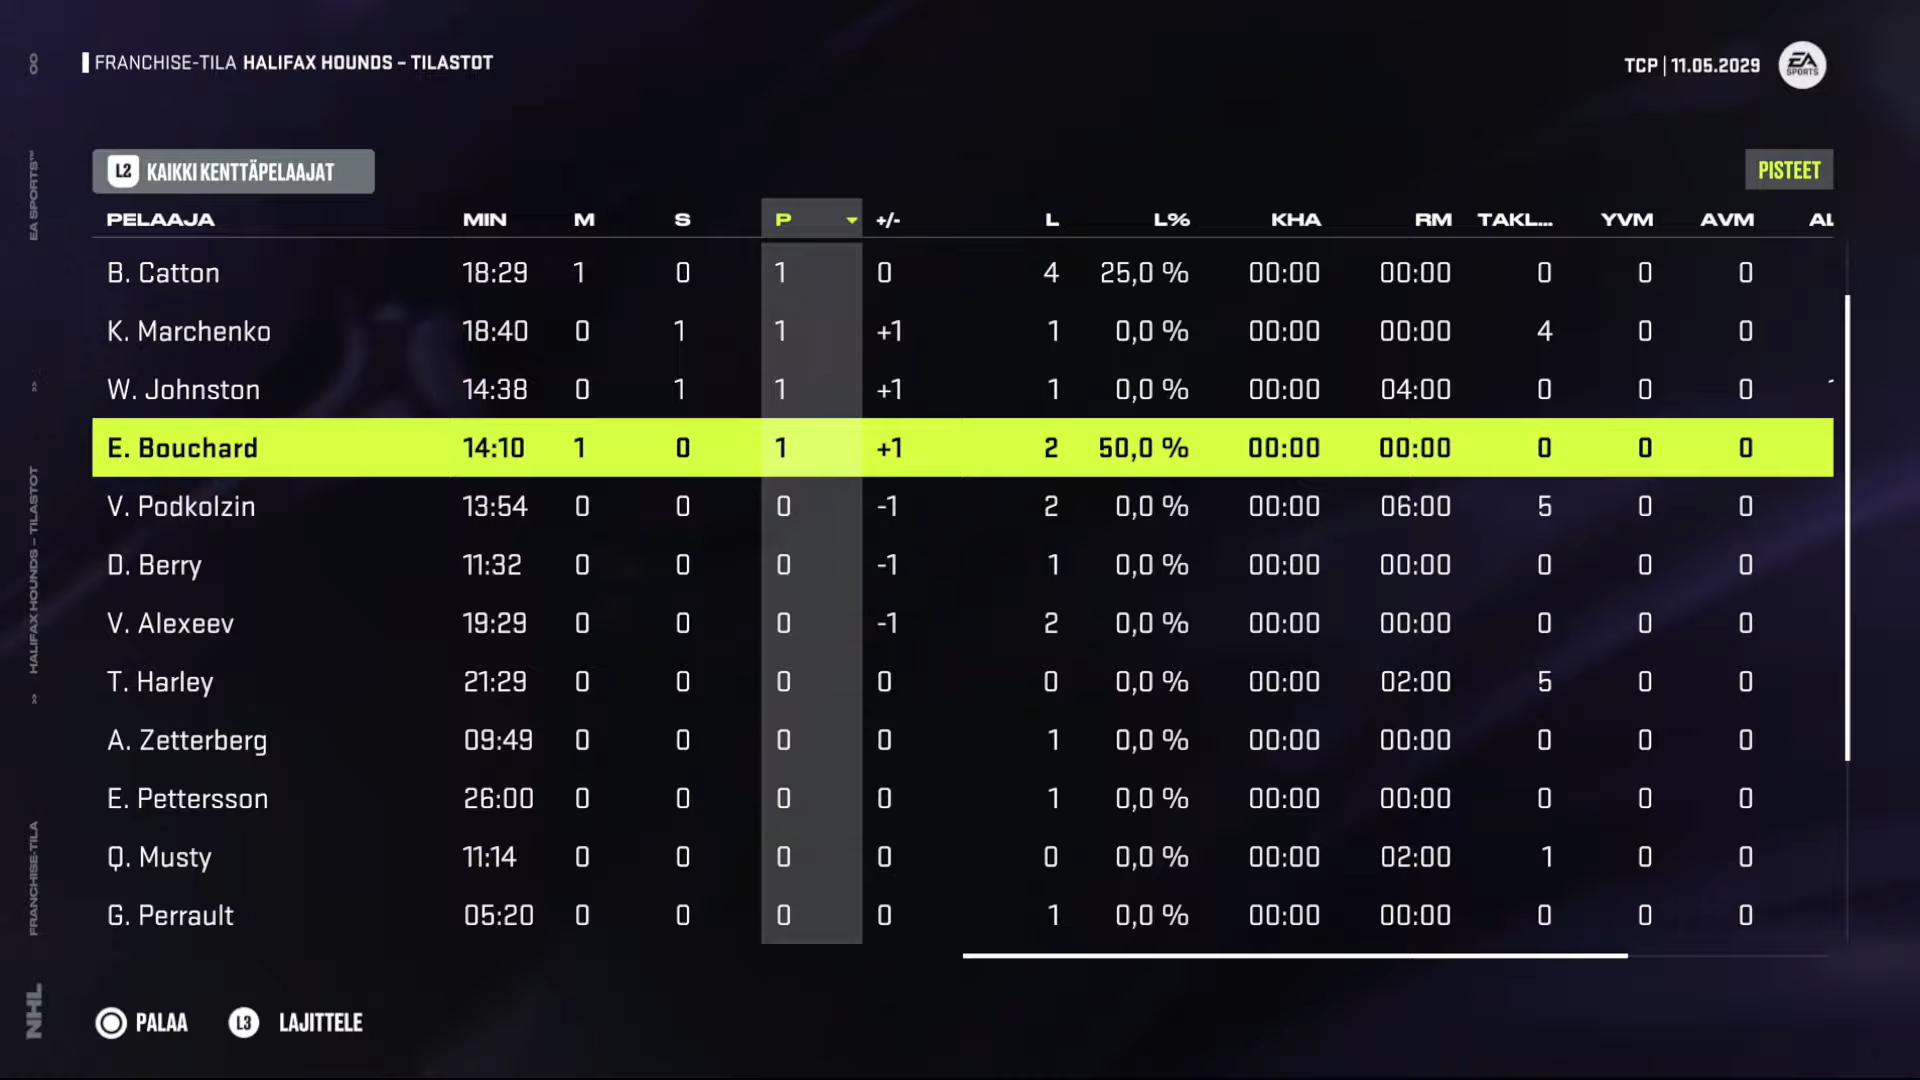 FRANCHISE-TILA HALIFAX HOUNDS – TILASTOT
TCP | 11.05.2029
EA SPORTS
L2 KAIKKI KENTTÄPELAAJAT
PISTEET
PELAAJA MIN M S P +/- L L% KHA RM TAKL... YVM AVM
B. Catton 18:29 1 0 1 0 4 25,0 % 00:00 00:00 0 0 0
K. Marchenko 18:40 0 1 1 +1 1 0,0 % 00:00 00:00 4 0 0
W. Johnston 14:38 0 1 1 +1 1 0,0 % 00:00 04:00 0 0 0
E. Bouchard 14:10 1 0 1 +1 2 50,0 % 00:00 00:00 0 0 0
V. Podkolzin 13:54 0 0 0 -1 2 0,0 % 00:00 06:00 5 0 0
D. Berry 11:32 0 0 0 -1 1 0,0 % 00:00 00:00 0 0 0
V. Alexeev 19:29 0 0 0 -1 2 0,0 % 00:00 00:00 0 0 0
T. Harley 21:29 0 0 0 0 0 0,0 % 00:00 02:00 5 0 0
A. Zetterberg 09:49 0 0 0 0 1 0,0 % 00:00 00:00 0 0 0
E. Pettersson 26:00 0 0 0 0 1 0,0 % 00:00 00:00 0 0 0
Q. Musty 11:14 0 0 0 0 0 0,0 % 00:00 02:00 1 0 0
G. Perrault 05:20 0 0 0 0 1 0,0 % 00:00 00:00 0 0 0
PALAA L3 LAJITTELE
NHL FRANCHISE-TILA >> HALIFAX HOUNDS – TILASTOT >> EA SPORTS™